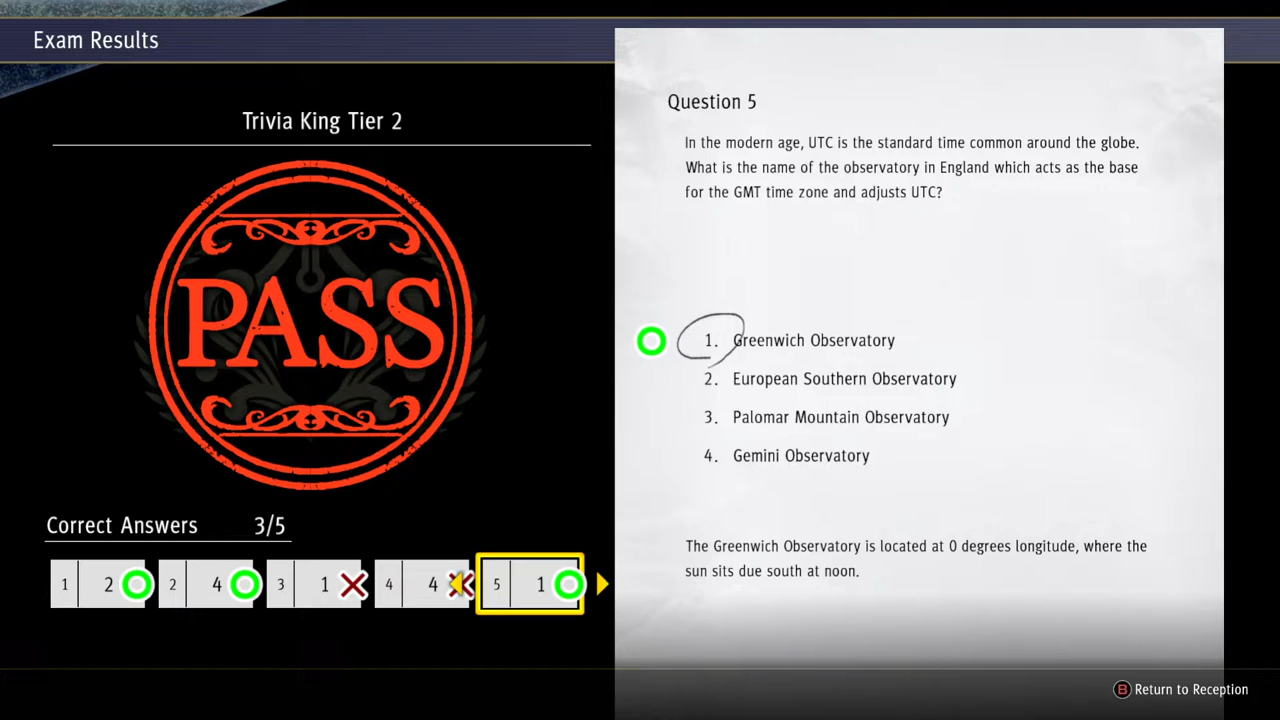 Exam Results
Trivia King Tier 2
PASS
Correct Answers 3/5
1 2 2 4 3 1 4 4 5 1
Question 5
In the modern age, UTC is the standard time common around the globe.
What is the name of the observatory in England which acts as the base
for the GMT time zone and adjusts UTC?
1. Greenwich Observatory
2. European Southern Observatory
3. Palomar Mountain Observatory
4. Gemini Observatory
The Greenwich Observatory is located at 0 degrees longitude, where the
sun sits due south at noon.
B Return to Reception